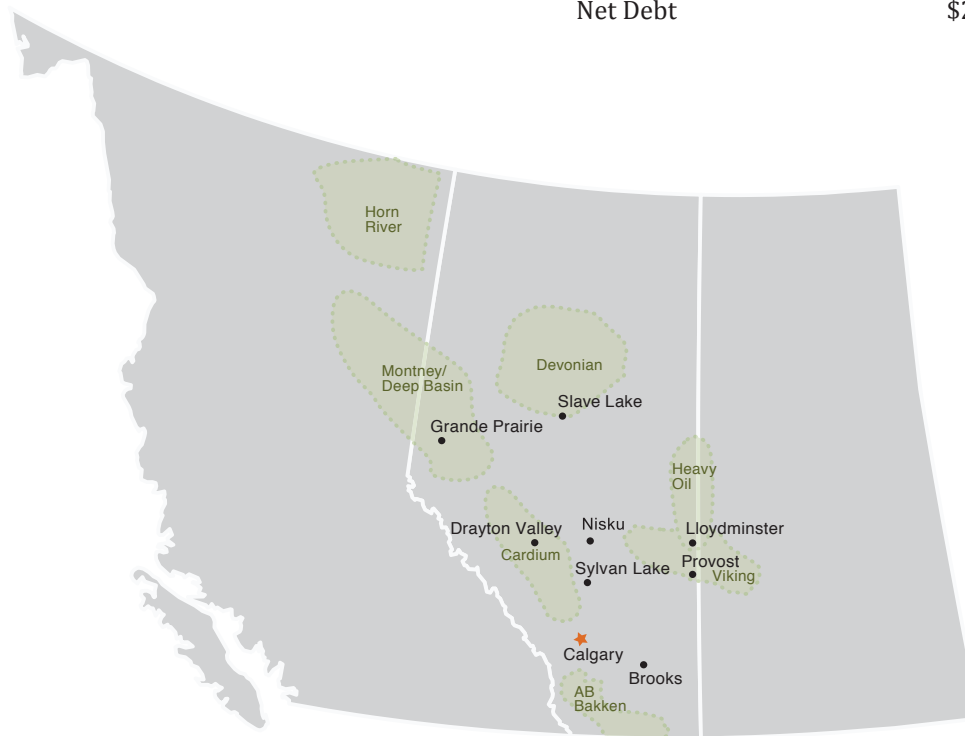 Net Debt $2
Horn
River
Montney/
Deep Basin
Devonian
Slave Lake
Grande Prairie
Heavy
Oil
Drayton Valley
Nisku
Lloydminster
Cardium
Sylvan Lake
Provost
Viking
Calgary
Brooks
AB
Bakken